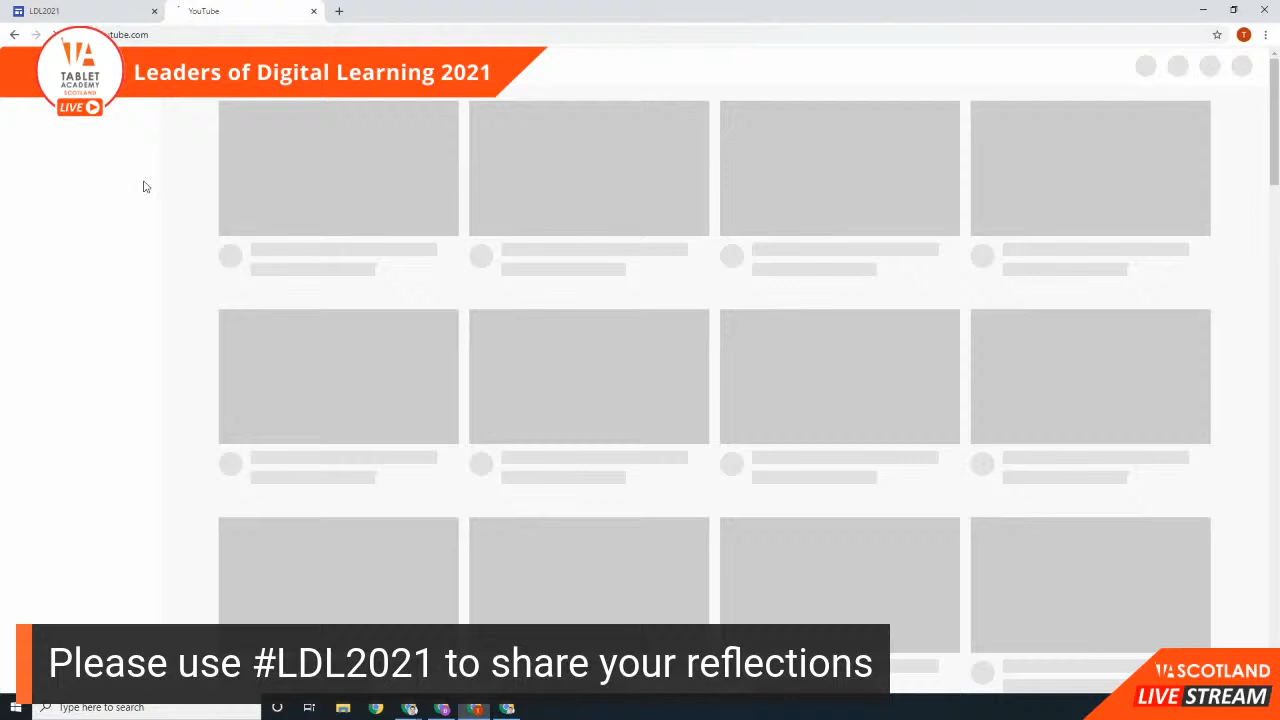 LDL2021
YouTube
tube.com
TABLET
ACADEMY
SCOTLAND
LIVE
Leaders of Digital Learning 2021
T
Please use #LDL2021 to share your reflections
TA SCOTLAND
LIVE STREAM
Type here to search